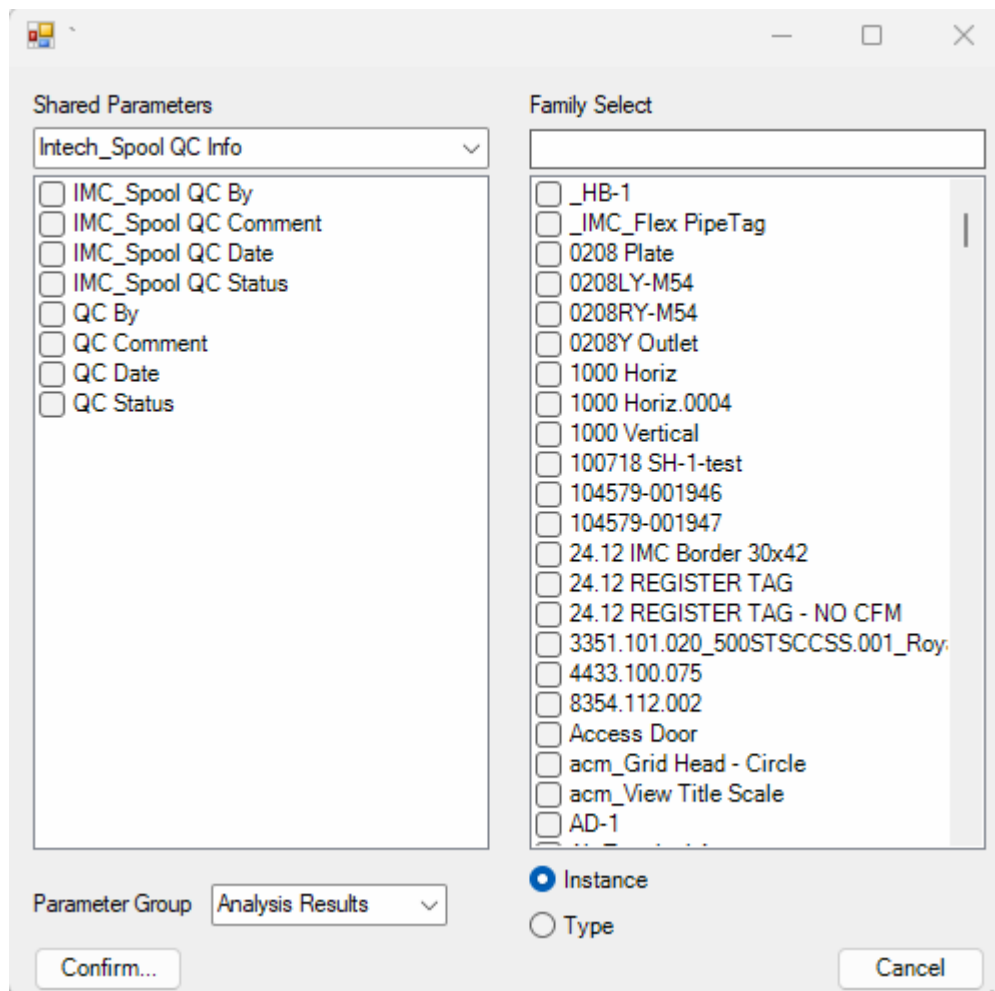 `
Shared Parameters
Intech_Spool QC Info
IMC_Spool QC By
IMC_Spool QC Comment
IMC_Spool QC Date
IMC_Spool QC Status
QC By
QC Comment
QC Date
QC Status
Parameter Group
Analysis Results
Confirm...
Family Select
_HB-1
_IMC_Flex PipeTag
0208 Plate
0208LY-M54
0208RY-M54
0208Y Outlet
1000 Horiz
1000 Horiz.0004
1000 Vertical
100718 SH-1-test
104579-001946
104579-001947
24.12 IMC Border 30x42
24.12 REGISTER TAG
24.12 REGISTER TAG - NO CFM
3351.101.020_500STSCCSS.001_Roy
4433.100.075
8354.112.002
Access Door
acm_Grid Head - Circle
acm_View Title Scale
AD-1
Instance
Type
Cancel